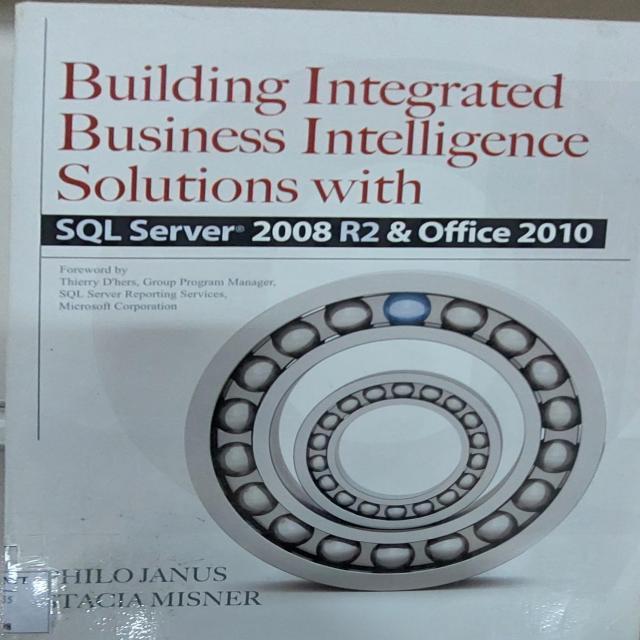 Building Integrated
Business Intelligence
Solutions with
SQL Server® 2008 R2 & Office 2010
Foreword by
Thierry D'hers, Group Program Manager,
SQL Server Reporting Services,
Microsoft Corporation
HILO JANUS
TACIA MISNER